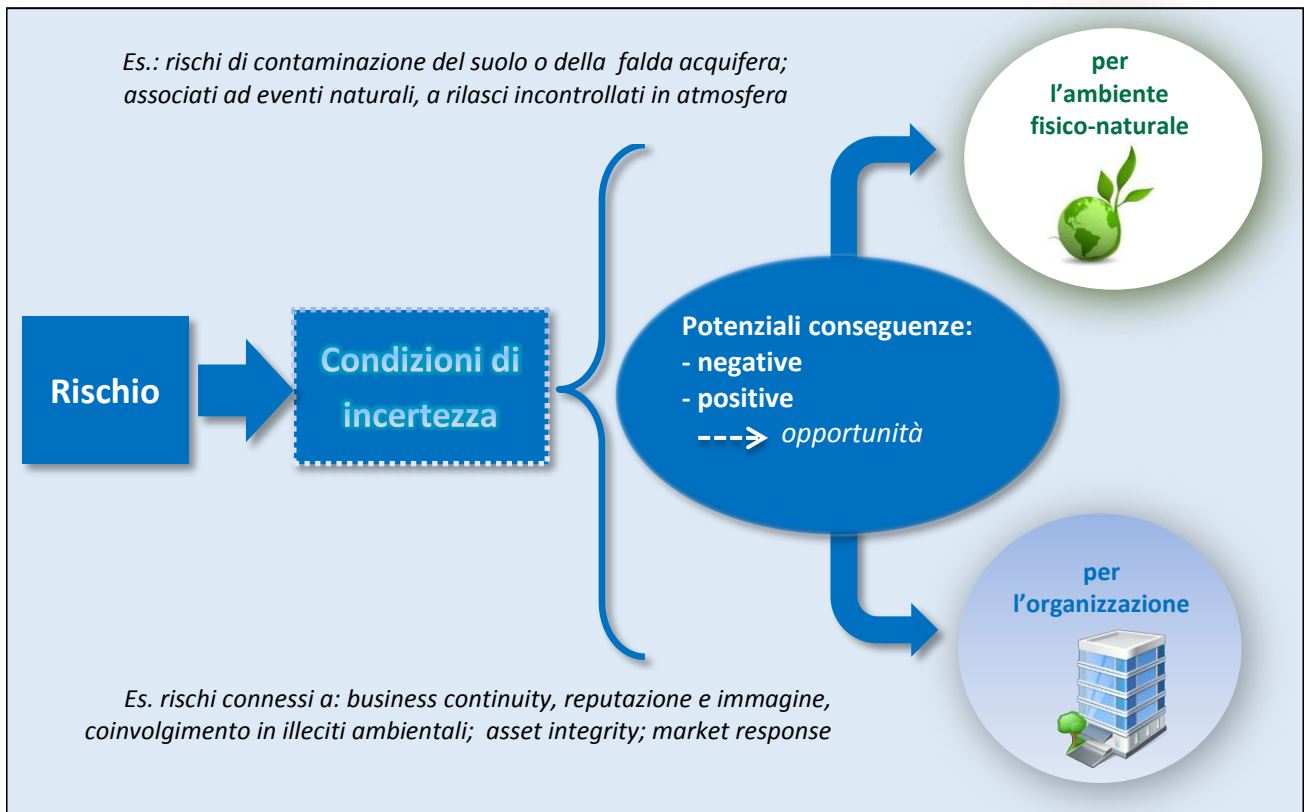 Es.: rischi di contaminazione del suolo o della falda acquifera;
associati ad eventi naturali, a rilasci incontrollati in atmosfera
per
l’ambiente
fisico-naturale
Rischio
Condizioni di
incertezza
Potenziali conseguenze:
- negative
- positive
opportunità
per
l’organizzazione
Es. rischi connessi a: business continuity, reputazione e immagine,
coinvolgimento in illeciti ambientali; asset integrity; market response